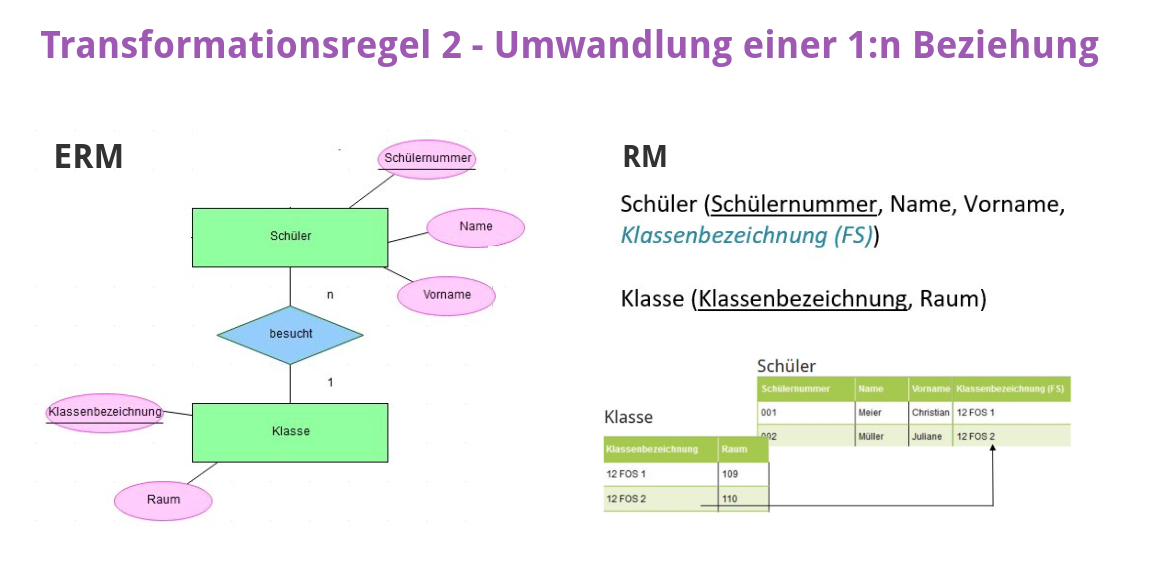 Transformationsregel 2 - Umwandlung einer 1:n Beziehung
ERM
Schülernummer
Schüler
Name
Vorname
n
besucht
1
Klassenbezeichnung
Klasse
Raum
RM
Schüler (Schülernummer, Name, Vorname,
Klassenbezeichnung (FS))
Klasse (Klassenbezeichnung, Raum)
Schüler
Schülernummer Name Vorname Klassenbezeichnung (FS)
001 Meier Christian 12 FOS 1
002 Müller Juliane 12 FOS 2
Klasse
Klassenbezeichnung Raum
12 FOS 1 109
12 FOS 2 110